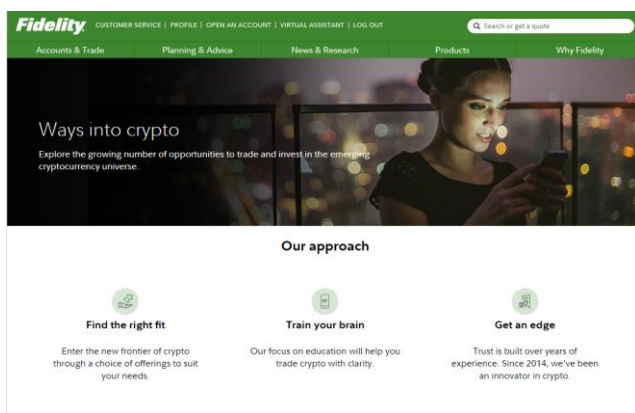 Fidelity
CUSTOMER SERVICE | PROFILE | OPEN AN ACCOUNT | VIRTUAL ASSISTANT | LOG OUT
Search or get a quote
Accounts & Trade
Planning & Advice
News & Research
Products
Why Fidelity
Ways into crypto
Explore the growing number of opportunities to trade and invest in the emerging
cryptocurrency universe.
Our approach
Find the right fit
Enter the new frontier of crypto
through a choice of offerings to suit
your needs.
Train your brain
Our focus on education will help you
trade crypto with clarity.
Get an edge
Trust is built over years of
experience. Since 2014, we've been
an innovator in crypto.